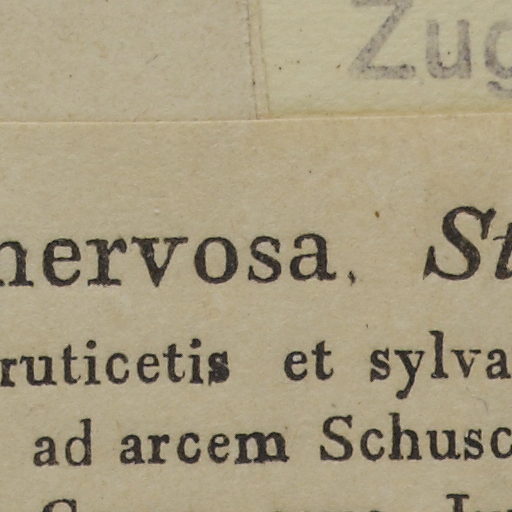 Zug
nervosa. St
ruticetis et sylva
ad arcem Schusc